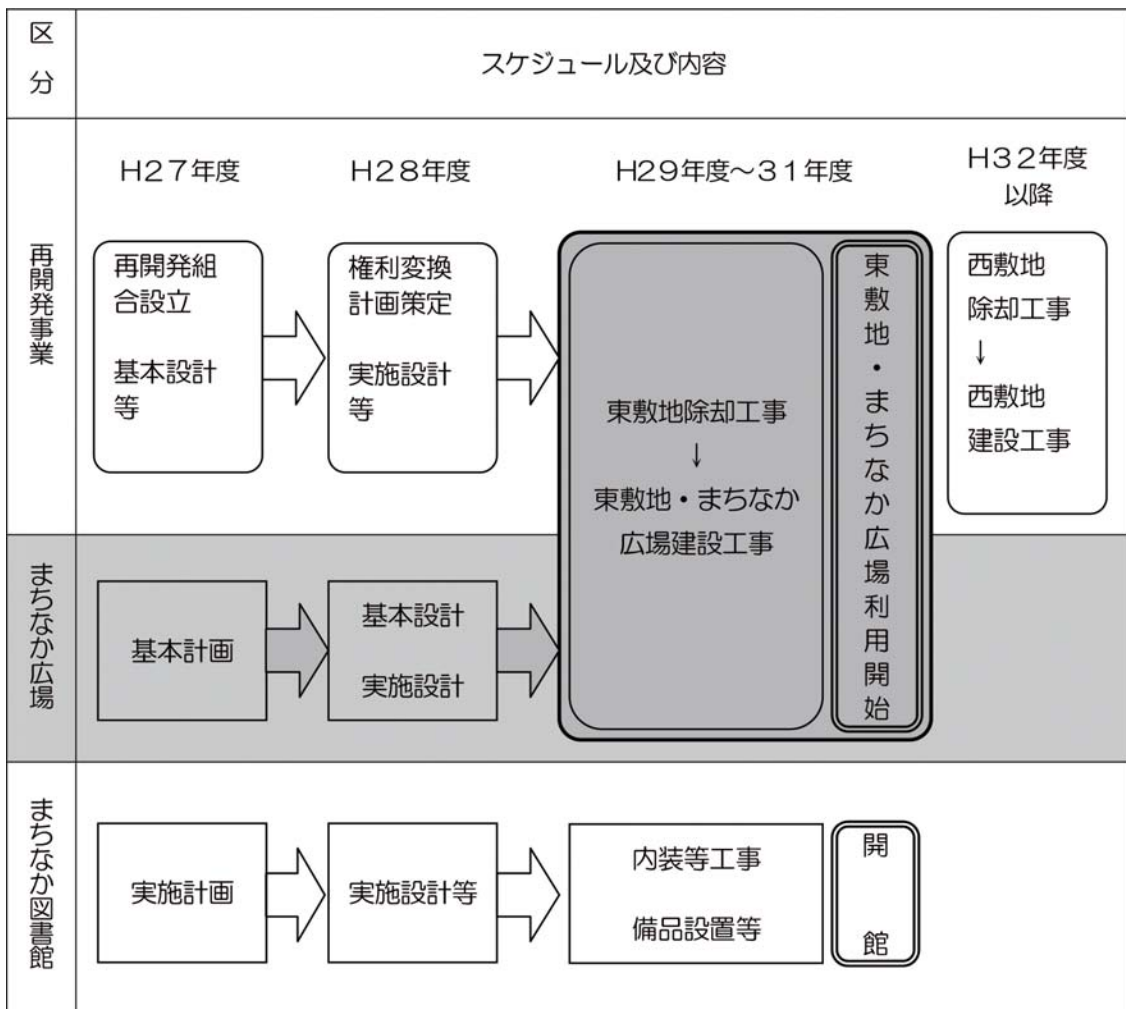 区分
スケジュール及び内容
再開発事業
H27年度
H28年度
H29年度～31年度
H32年度
以降
再開発組
合設立
基本設計
等
権利変換
計画策定
実施設計
等
東敷地除却工事
↓
東敷地・まちなか
広場建設工事
東敷地・まちなか広場利用開始
西敷地
除却工事
↓
西敷地
建設工事
まちなか広場
基本計画
基本設計
実施設計
まちなか図書館
実施計画
実施設計等
内装等工事
備品設置等
開館